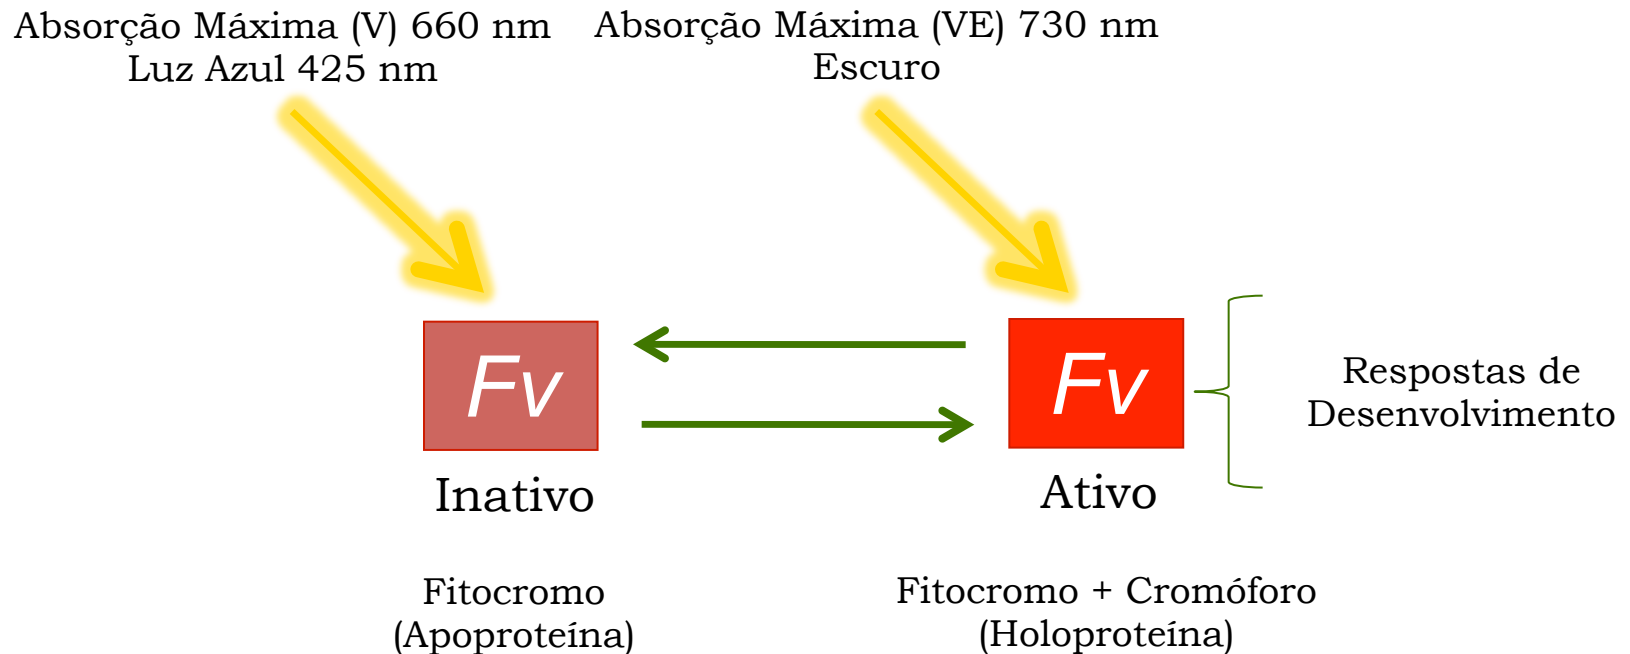 Absorção Máxima (V) 660 nm
Luz Azul 425 nm
Absorção Máxima (VE) 730 nm
Escuro
Fv
Fv
Inativo
Ativo
Respostas de
Desenvolvimento
Fitocromo
(Apoproteína)
Fitocromo + Cromóforo
(Holoproteína)